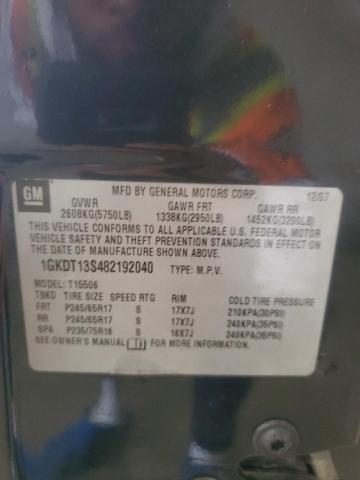 GM
MFD BY GENERAL MOTORS CORP. 12/07
GVWR GAWR FRT GAWR RR
2608KG(5750LB) 1338KG(2950LB) 1452KG(3200LB)
THIS VEHICLE CONFORMS TO ALL APPLICABLE U.S. FEDERAL MOTOR
VEHICLE SAFETY AND THEFT PREVENTION STANDARDS IN EFFECT ON
THE DATE OF MANUFACTURE SHOWN ABOVE.
1GKDT13S482192040 TYPE: M.P.V.
MODEL: T15506
TBKD TIRE SIZE SPEED RTG RIM COLD TIRE PRESSURE
FRT P245/65R17 S 17X7J 210KPA(30PSI)
RR P245/65R17 S 17X7J 240KPA(35PSI)
SPA P235/75R16 S 16X7J 240KPA(35PSI)
SEE OWNER'S MANUAL FOR MORE INFORMATION.